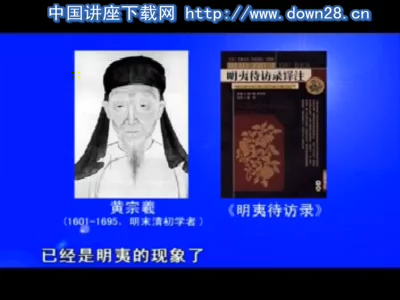 中国讲座下载网 http://www.down28.cn
明夷待访录译注
黄宗羲
(1601-1695，明末清初学者)
《明夷待访录》
已经是明夷的现象了